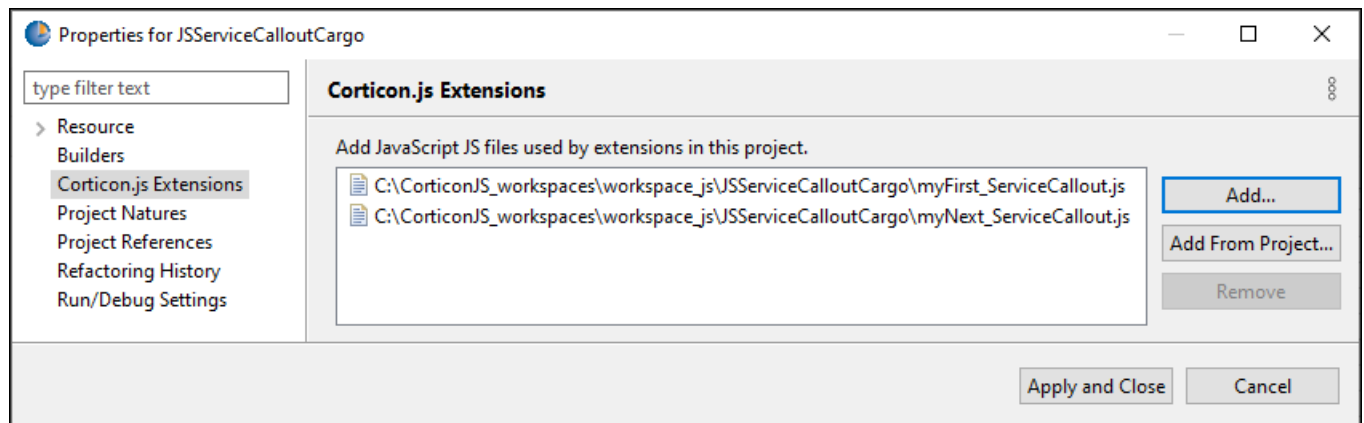 Properties for JSServiceCalloutCargo
type filter text
Resource
Builders
Corticon.js Extensions
Project Natures
Project References
Refactoring History
Run/Debug Settings
Corticon.js Extensions
Add JavaScript JS files used by extensions in this project.
C:\CorticonJS_workspaces\workspace_js\JSServiceCalloutCargo\myFirst_ServiceCallout.js
C:\CorticonJS_workspaces\workspace_js\JSServiceCalloutCargo\myNext_ServiceCallout.js
Add...
Add From Project...
Remove
Apply and Close
Cancel